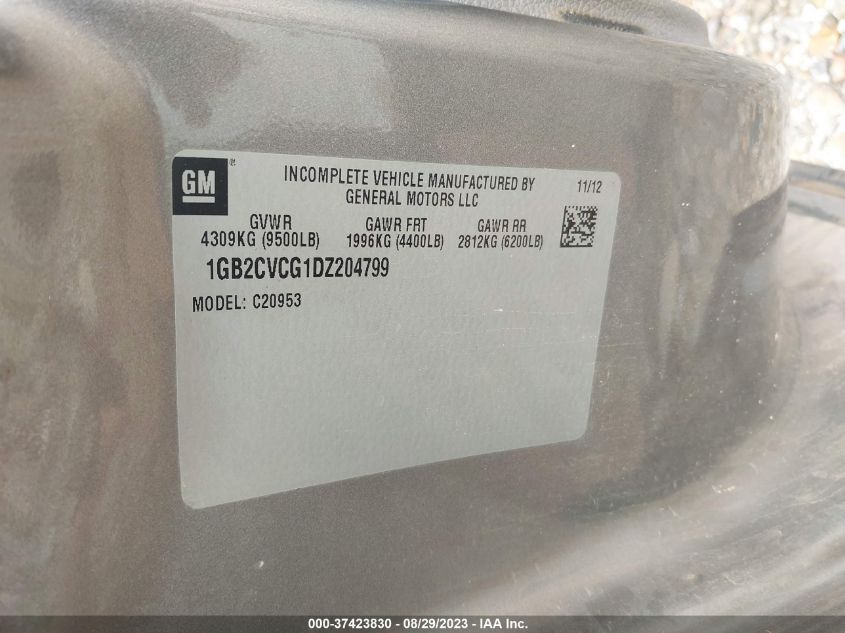 GM
INCOMPLETE VEHICLE MANUFACTURED BY
GENERAL MOTORS LLC
11/12
GVWR GAWR FRT GAWR RR
4309KG (9500LB) 1996KG (4400LB) 2812KG (6200LB)
1GB2CVCG1DZ204799
MODEL: C20953
000-37423830 - 08/29/2023 - IAA Inc.